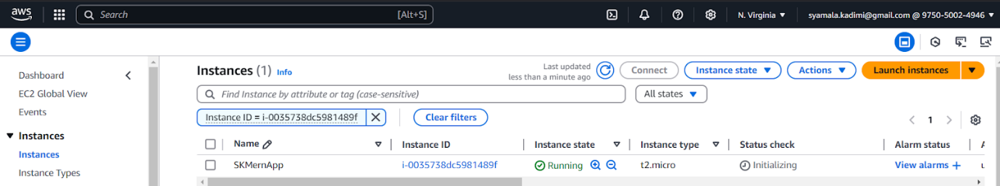 aws Search [Alt+S] N. Virginia syamala.kadimi@gmail.com @ 9750-5002-4946
Dashboard
EC2 Global View
Events
Instances
Instances
Instance Types
Instances (1) Info
Last updated
less than a minute ago
Connect Instance state Actions Launch instances
Find Instance by attribute or tag (case-sensitive) All states
Instance ID = i-0035738dc5981489f Clear filters 1
Name Instance ID Instance state Instance type Status check Alarm status A
SKMernApp i-0035738dc5981489f Running t2.micro Initializing View alarms + u